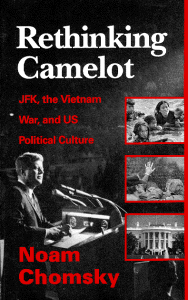 Rethinking
Camelot
JFK, the Vietnam
War, and US
Political Culture
Noam
Chomsky